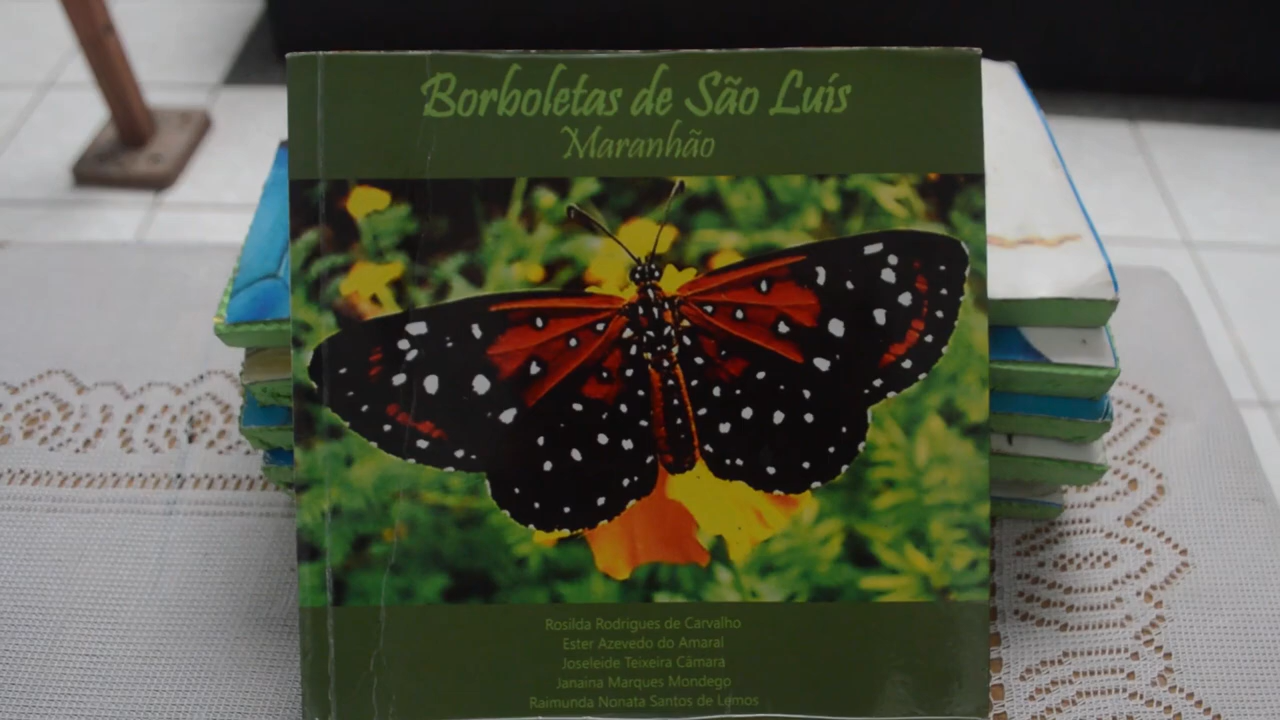 Borboletas de São Luís
Maranhão
Rosilda Rodrigues de Carvalho
Ester Azevedo do Amaral
Joseleide Teixeira Câmara
Janaina Marques Mondego
Raimunda Nonata Santos de Lemos